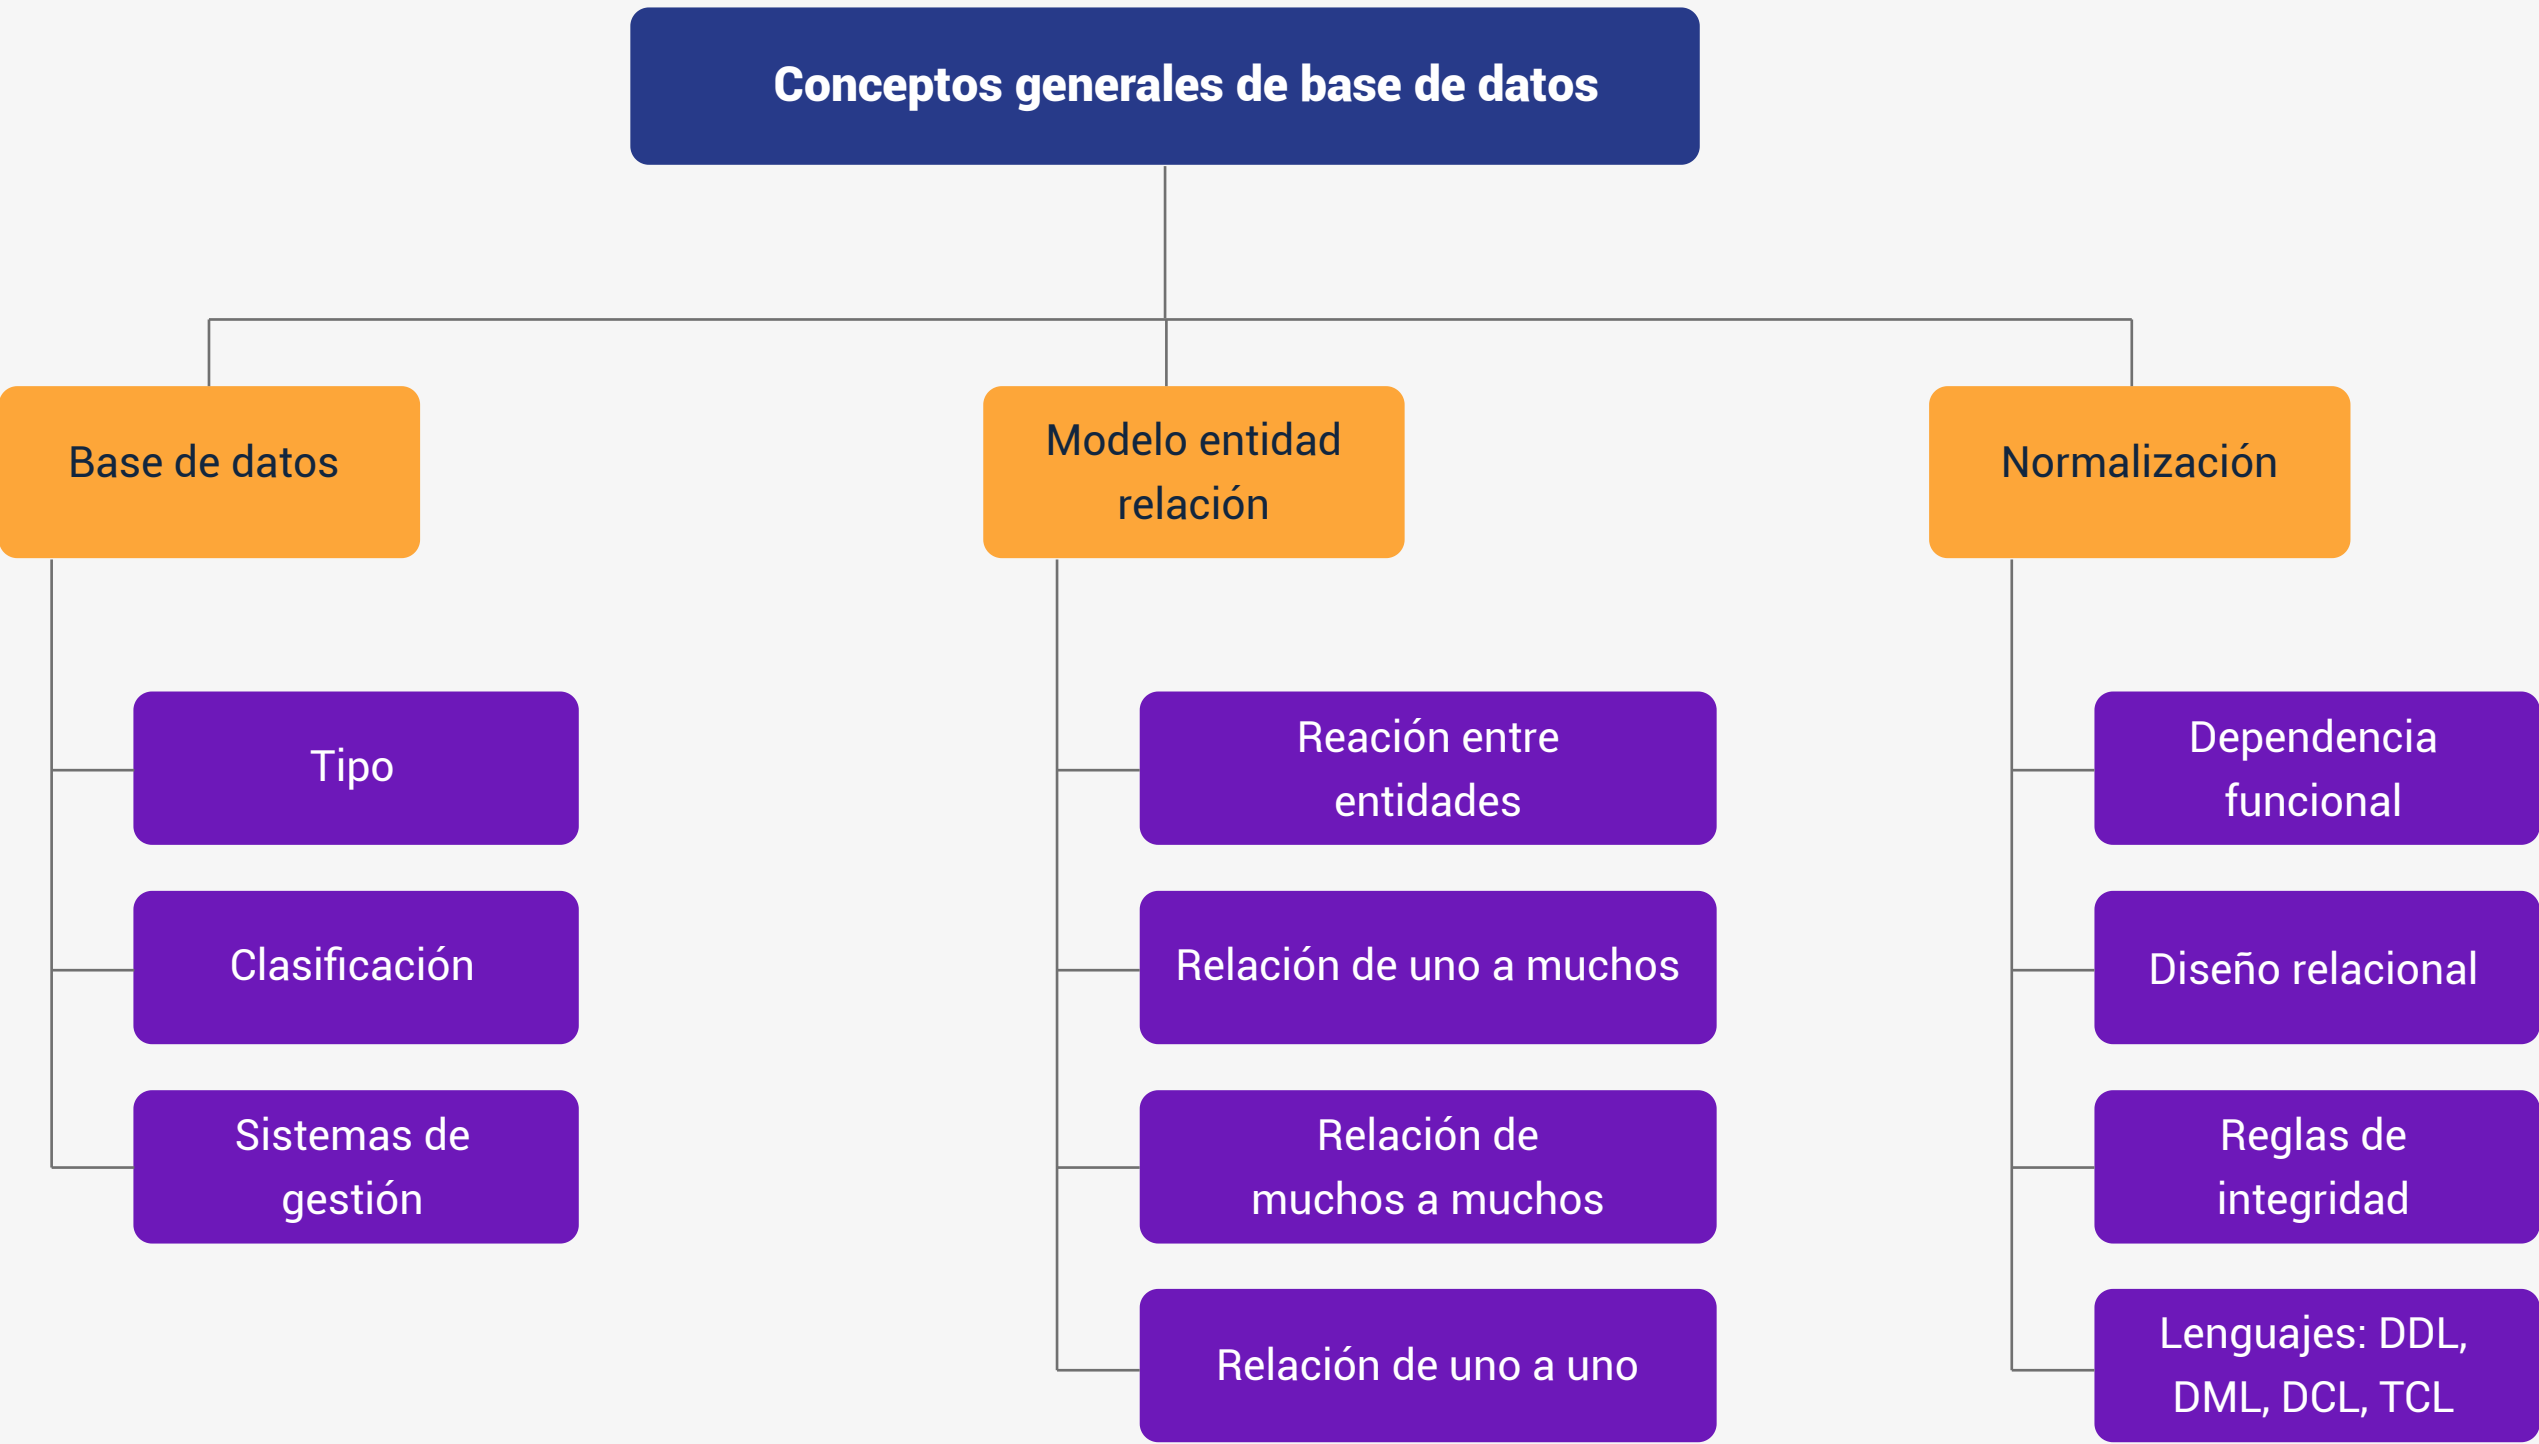 Conceptos generales de base de datos
Base de datos
Modelo entidad
relación
Normalización
Tipo
Clasificación
Sistemas de
gestión
Reación entre
entidades
Relación de uno a muchos
Relación de
muchos a muchos
Relación de uno a uno
Dependencia
funcional
Diseño relacional
Reglas de
integridad
Lenguajes: DDL,
DML, DCL, TCL